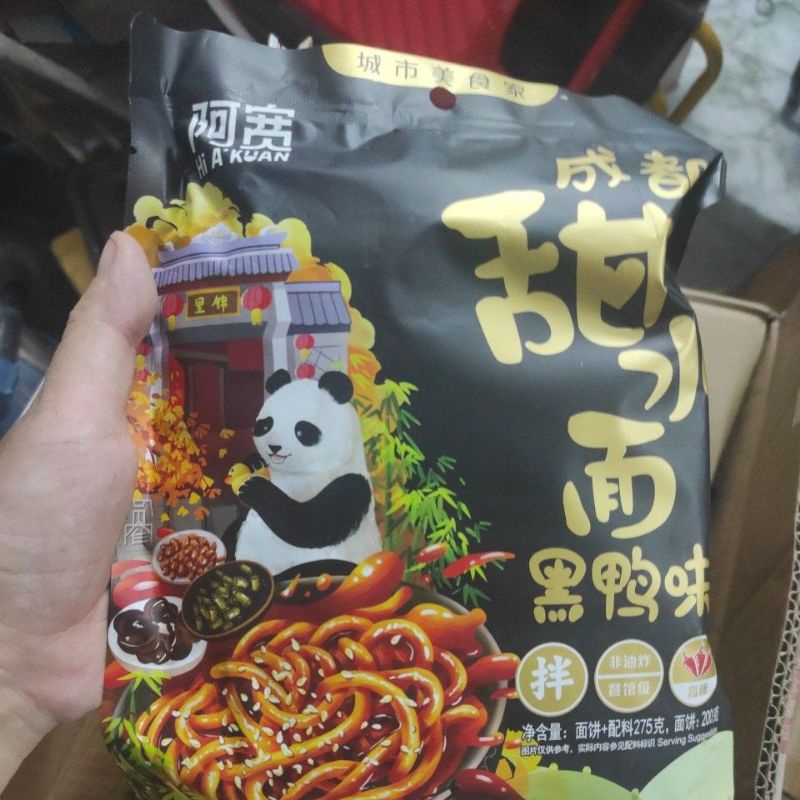 城市美食家
阿宽
Hi A'KUAN
成都
甜水面
黑鸭味
锦里
拌
非油炸
餐馆级
净含量：面饼+配料275克，面饼：200克
图片仅供参考，实际内容参见配料标识 Serving Suggestion